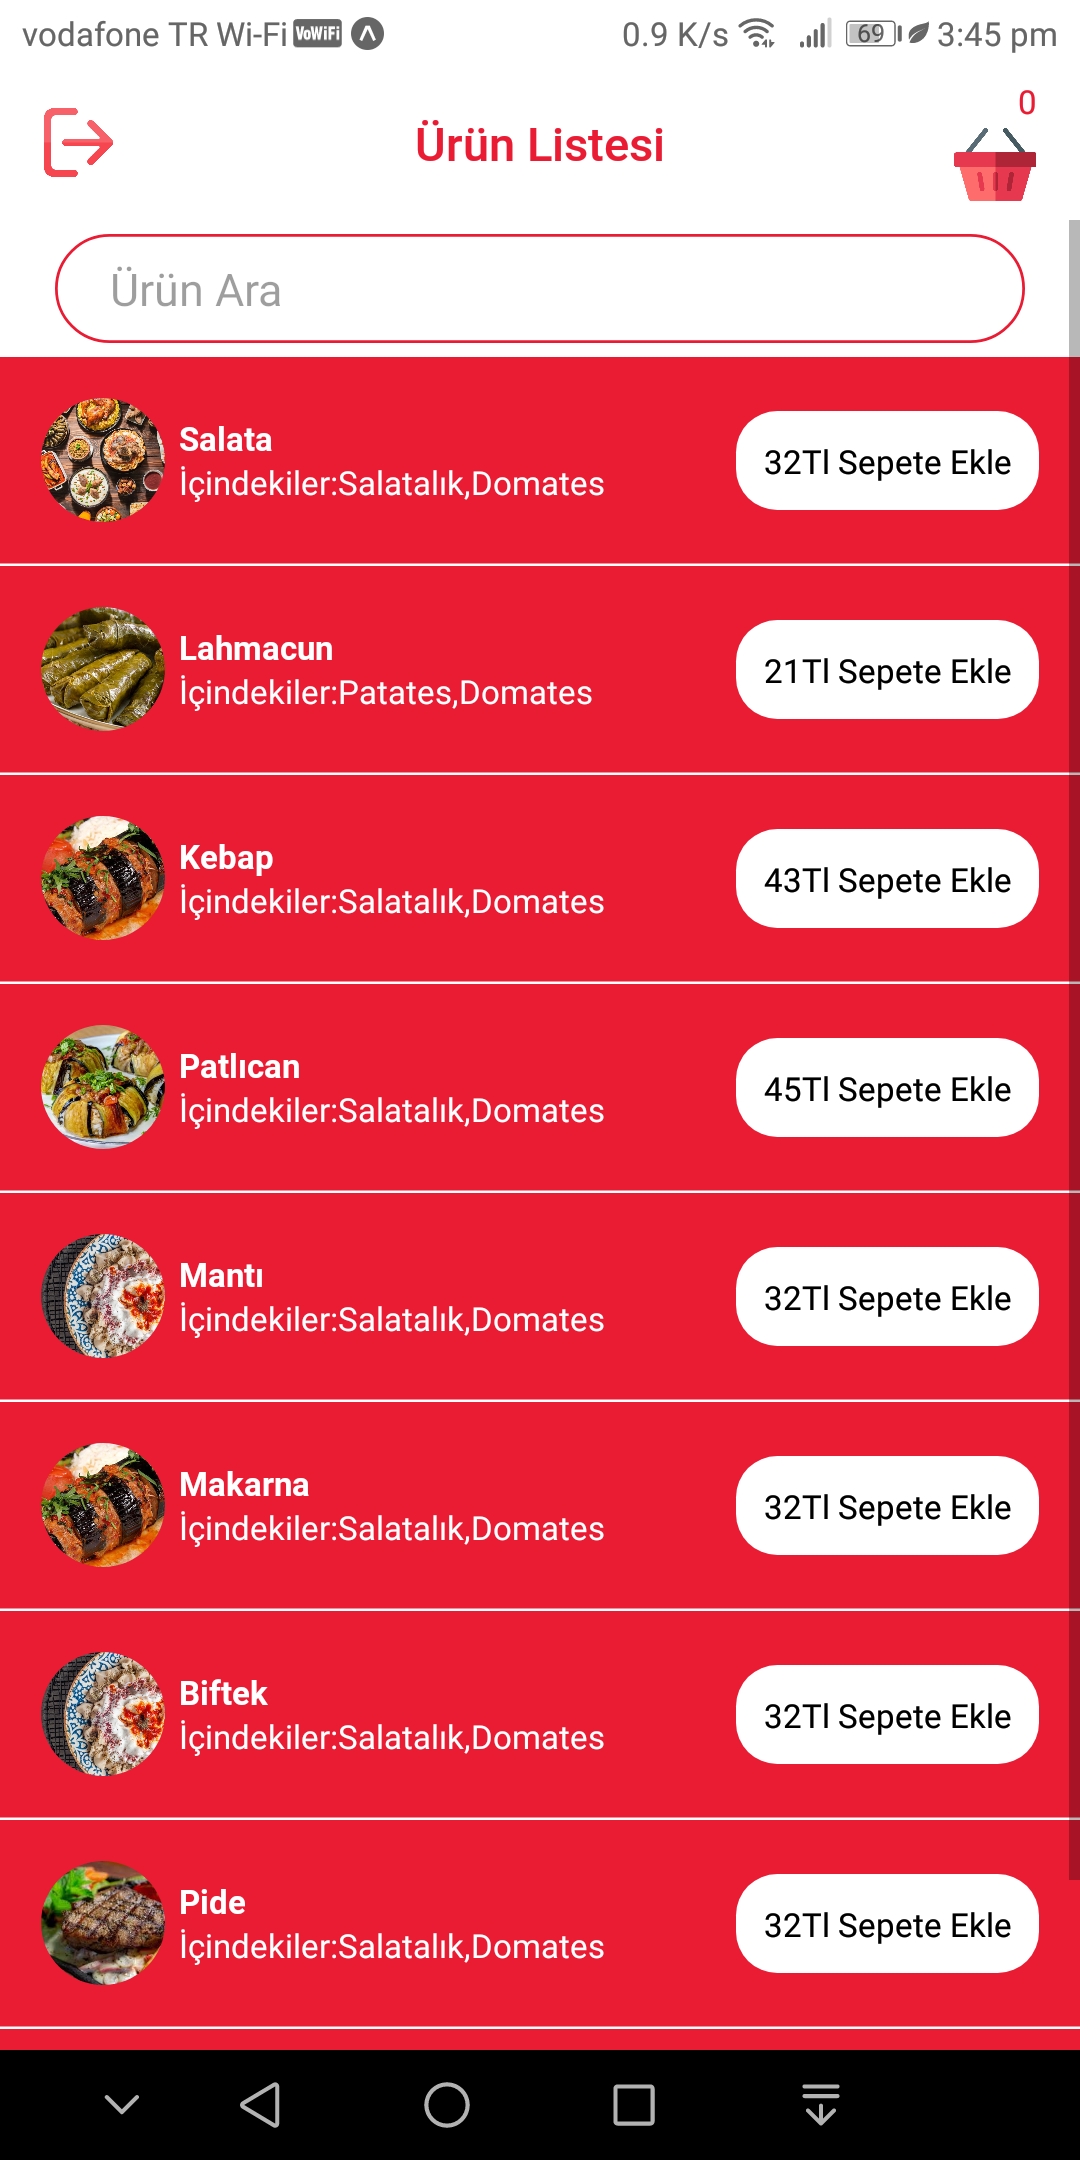 vodafone TR Wi-Fi VoWiFi 0.9 K/s 69 3:45 pm
0
Ürün Listesi
Ürün Ara
Salata
İçindekiler:Salatalık,Domates
32Tl Sepete Ekle
Lahmacun
İçindekiler:Patates,Domates
21Tl Sepete Ekle
Kebap
İçindekiler:Salatalık,Domates
43Tl Sepete Ekle
Patlıcan
İçindekiler:Salatalık,Domates
45Tl Sepete Ekle
Mantı
İçindekiler:Salatalık,Domates
32Tl Sepete Ekle
Makarna
İçindekiler:Salatalık,Domates
32Tl Sepete Ekle
Biftek
İçindekiler:Salatalık,Domates
32Tl Sepete Ekle
Pide
İçindekiler:Salatalık,Domates
32Tl Sepete Ekle